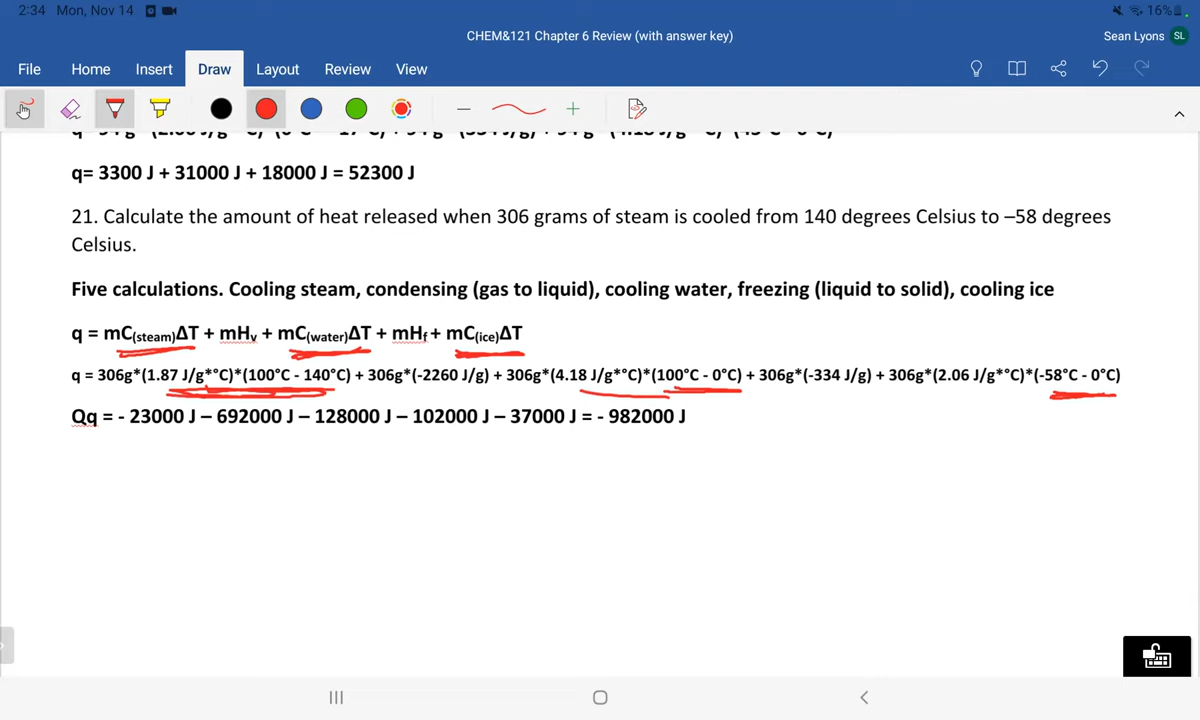 2:34 Mon, Nov 14
16%
CHEM&121 Chapter 6 Review (with answer key)
Sean Lyons SL
File Home Insert Draw Layout Review View
q= 3300 J + 31000 J + 18000 J = 52300 J
21. Calculate the amount of heat released when 306 grams of steam is cooled from 140 degrees Celsius to –58 degrees
Celsius.
Five calculations. Cooling steam, condensing (gas to liquid), cooling water, freezing (liquid to solid), cooling ice
q = mC(steam)ΔT + mHv + mC(water)ΔT + mHf + mC(ice)ΔT
q = 306g*(1.87 J/g*°C)*(100°C - 140°C) + 306g*(-2260 J/g) + 306g*(4.18 J/g*°C)*(100°C - 0°C) + 306g*(-334 J/g) + 306g*(2.06 J/g*°C)*(-58°C - 0°C)
Qq = - 23000 J – 692000 J – 128000 J – 102000 J – 37000 J = - 982000 J